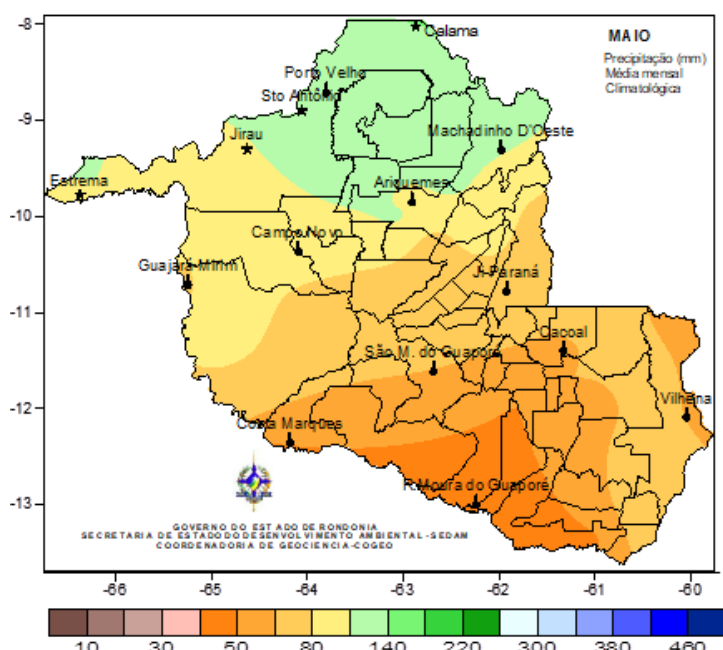 -8
Calama
MAIO
Precipitação (mm)
Média mensal
Climatológica
Porto Velho
Sto Antônio
-9
Jirau
Machadinho D'Oeste
Estrema
Ariquemes
-10
Campo Novo
Guajará-Mirim
Ji-Paraná
-11
Cacoal
São M. do Guaporé
Vilhena
-12
Costa Marques
R.Moura do Guaporé
-13
GOVERNO DO ESTADO DE RONDONIA
SECRETARIA DE ESTADO DO DESENVOLVIMENTO AMBIENTAL -SEDAM
COORDENADORIA DE GEOCIENCIA-COGEO
-66 -65 -64 -63 -62 -61 -60
10 30 50 80 140 220 300 380 460